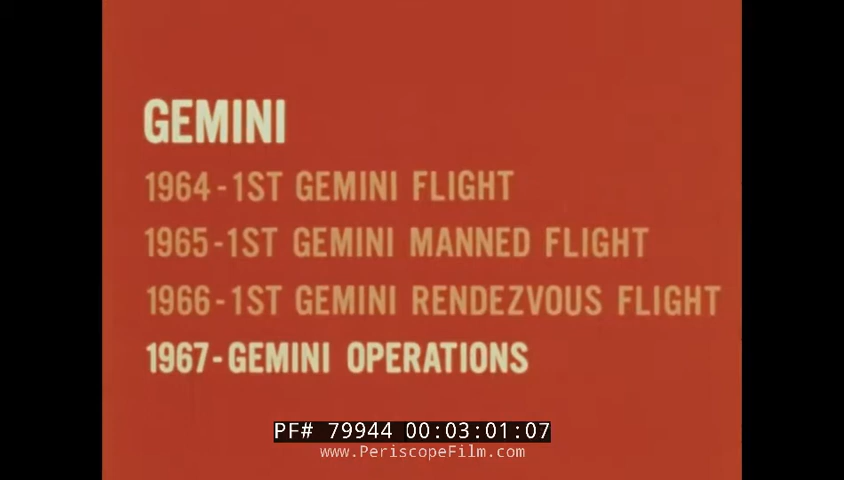 GEMINI
1964-1ST GEMINI FLIGHT
1965-1ST GEMINI MANNED FLIGHT
1966-1ST GEMINI RENDEZVOUS FLIGHT
1967-GEMINI OPERATIONS
PF# 79944 00:03:01:07
www.PeriscopeFilm.com